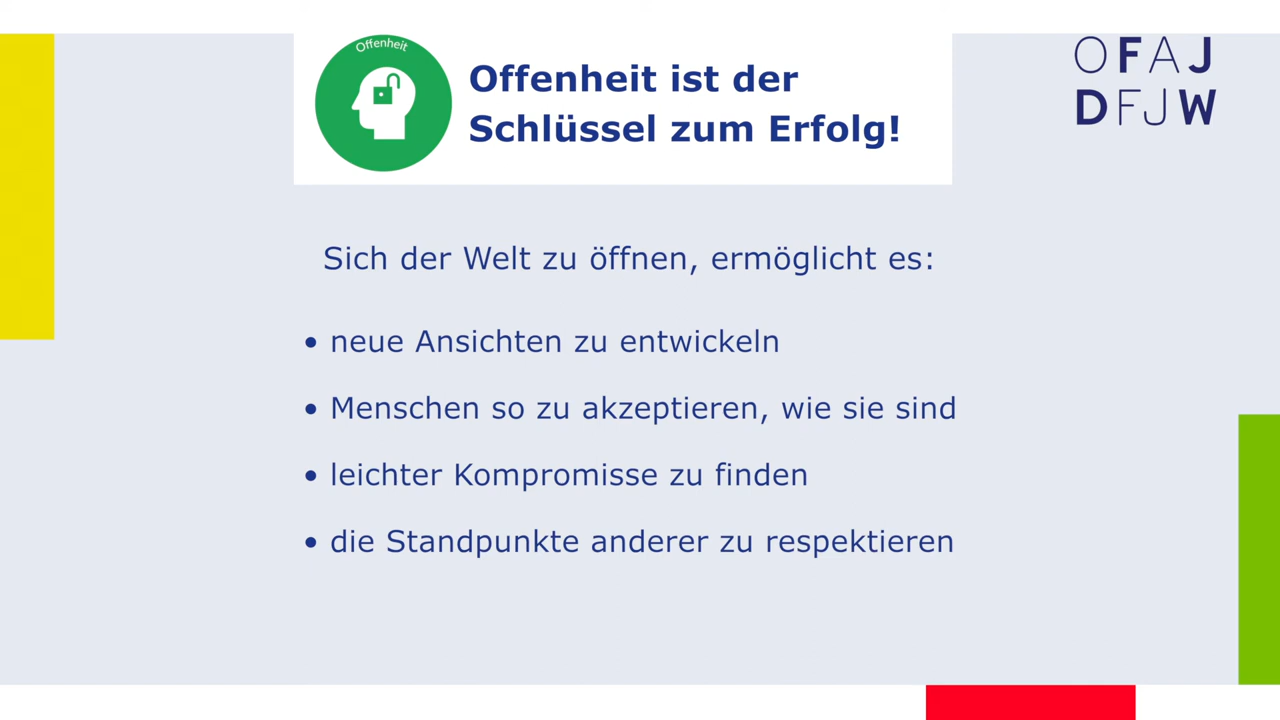 Offenheit
Offenheit ist der
Schlüssel zum Erfolg!
OFAJ
DFJW
Sich der Welt zu öffnen, ermöglicht es:
• neue Ansichten zu entwickeln
• Menschen so zu akzeptieren, wie sie sind
• leichter Kompromisse zu finden
• die Standpunkte anderer zu respektieren